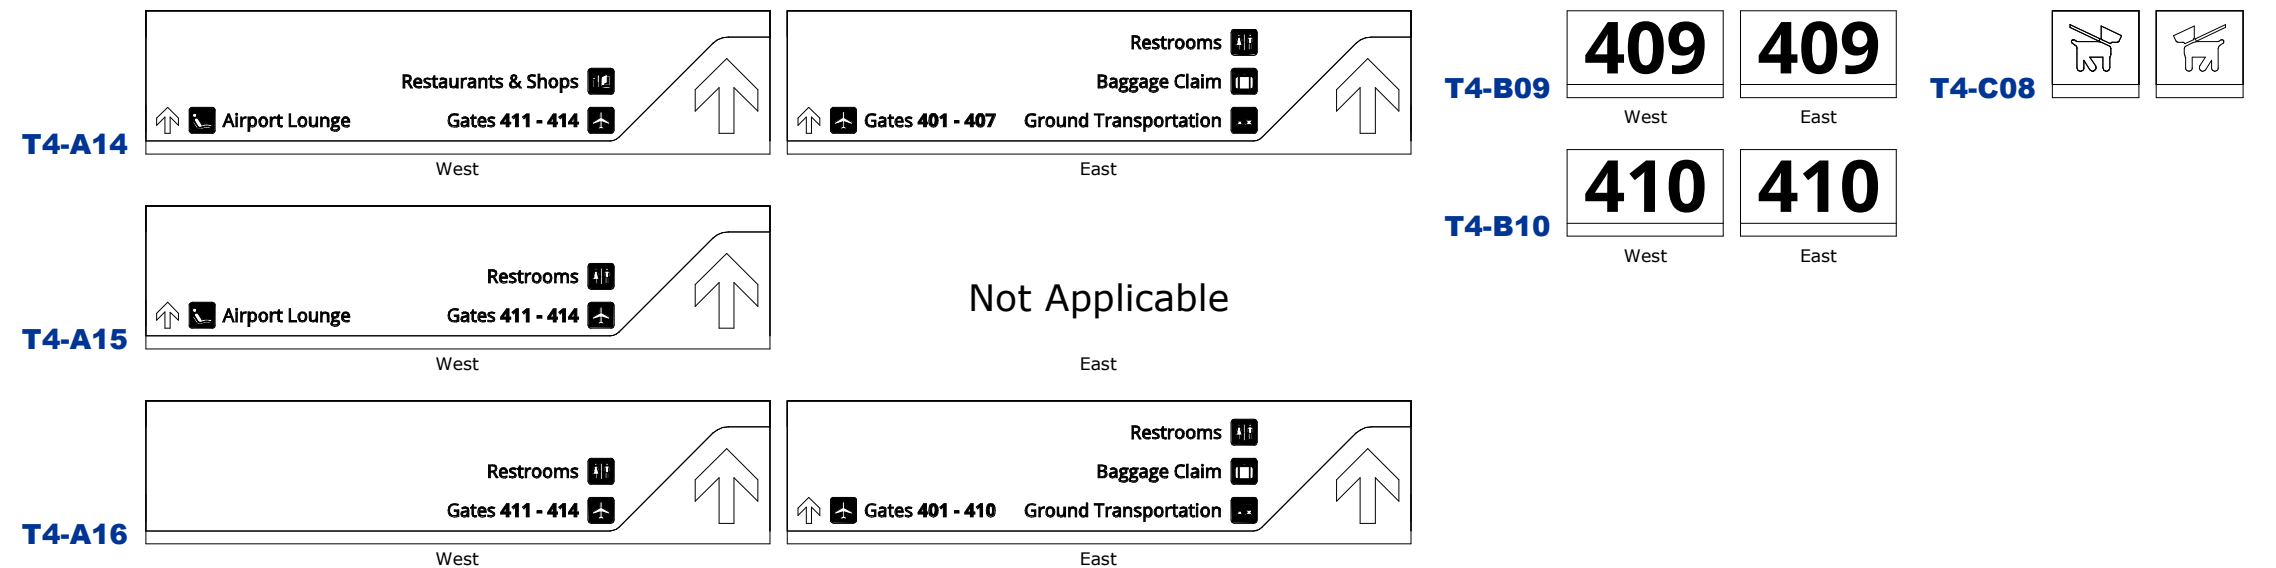 T4-A14
Restaurants & Shops
Airport Lounge
Gates 411 - 414
West
Restrooms
Baggage Claim
Gates 401 - 407
Ground Transportation
East
T4-A15
Restrooms
Airport Lounge
Gates 411 - 414
West
Not Applicable
East
T4-A16
Restrooms
Gates 411 - 414
West
Restrooms
Baggage Claim
Gates 401 - 410
Ground Transportation
East
T4-B09
409
West
409
East
T4-B10
410
West
410
East
T4-C08